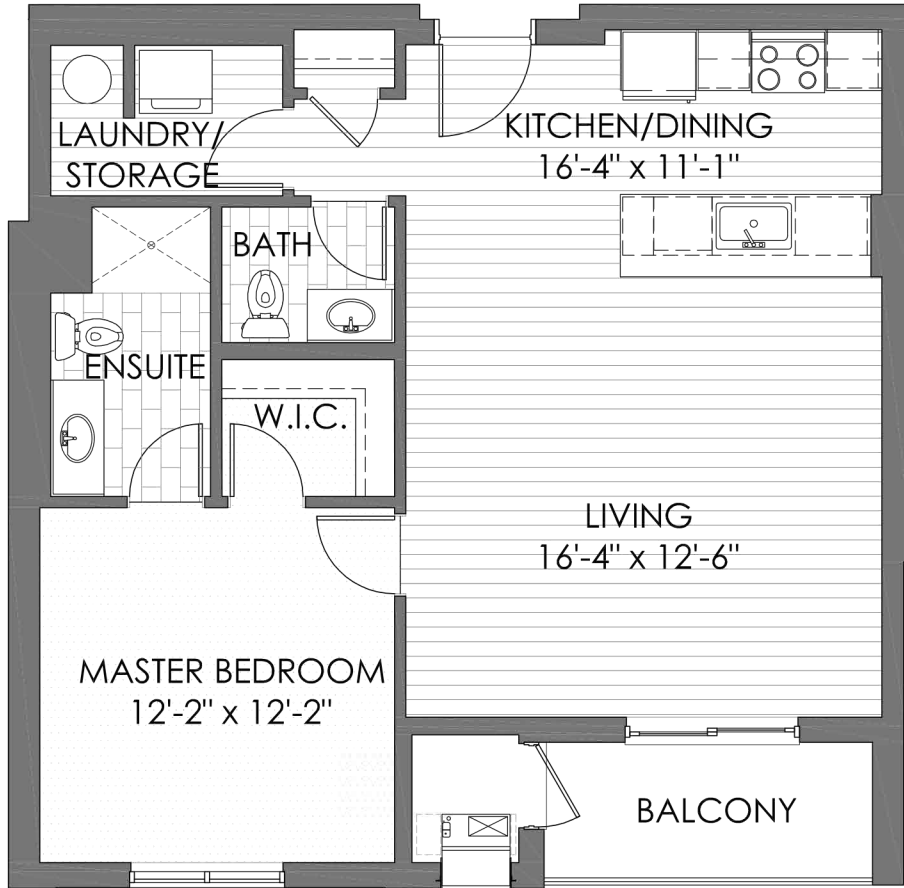 LAUNDRY/
STORAGE
KITCHEN/DINING
16'-4" x 11'-1"
BATH
ENSUITE
W.I.C.
LIVING
16'-4" x 12'-6"
MASTER BEDROOM
12'-2" x 12'-2"
BALCONY